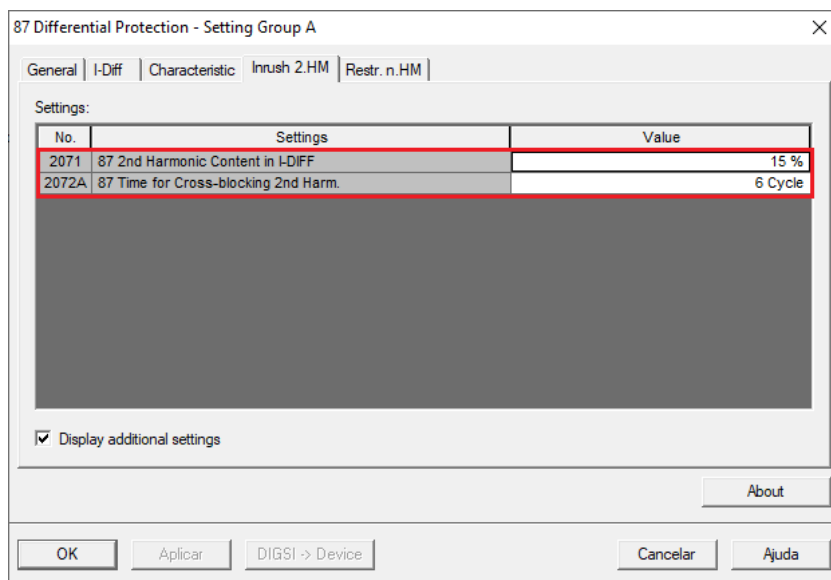 87 Differential Protection - Setting Group A
General I-Diff Characteristic Inrush 2.HM Restr. n.HM
Settings:
No. Settings Value
2071 87 2nd Harmonic Content in I-DIFF 15 %
2072A 87 Time for Cross-blocking 2nd Harm. 6 Cycle
Display additional settings
About
OK Aplicar DIGSI -> Device Cancelar Ajuda